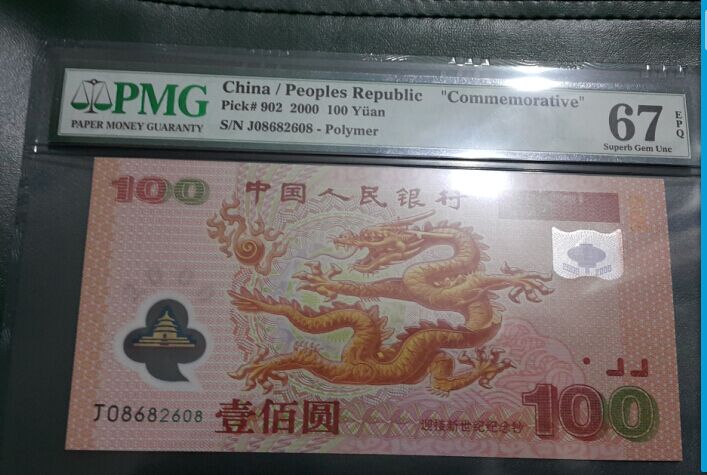 PMG
PAPER MONEY GUARANTY
China / Peoples Republic "Commemorative"
Pick# 902 2000 100 Yüan
S/N J08682608 - Polymer
67
EPQ
Superb Gem Unc
100
中国人民银行
2000
J08682608
壹佰圆
迎接新世纪纪念钞
100